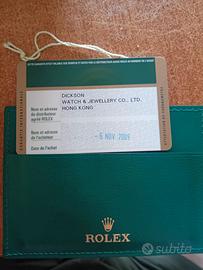 DICKSON
WATCH & JEWELLERY CO., LTD.
HONG KONG
Nom et adresse
du distributeur
agréé ROLEX
Nom et adresse
de l'acheteur
- 6 NOV 2009
Date de l'achat
ROLEX
subito